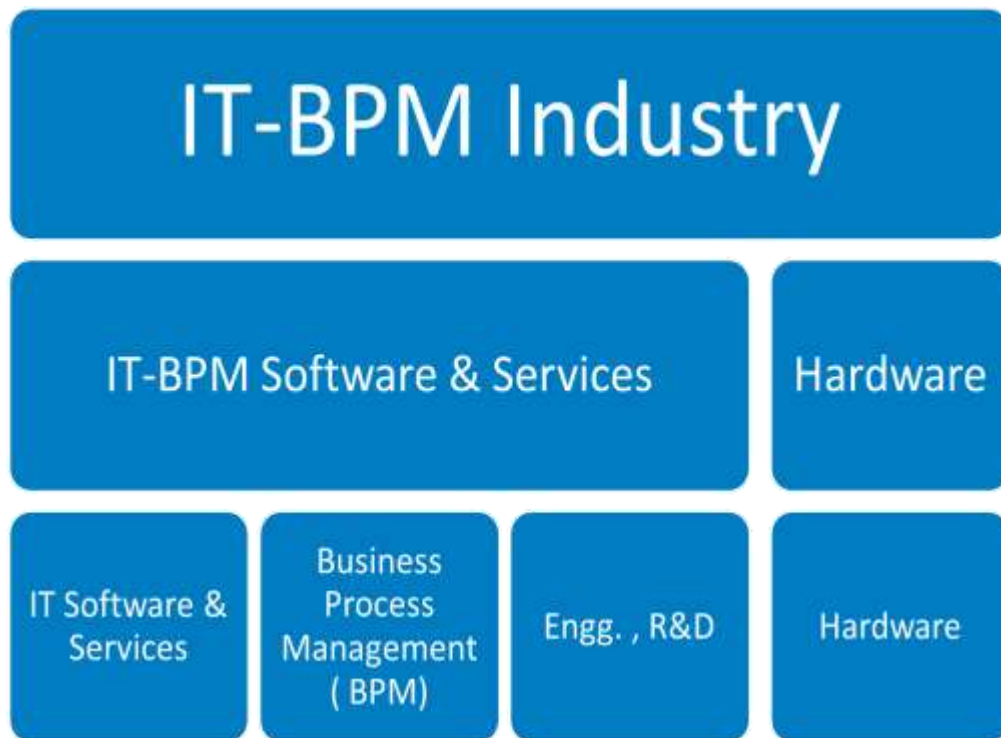 IT-BPM Industry
IT-BPM Software & Services
Hardware
IT Software &
Services
Business
Process
Management
( BPM)
Engg. , R&D
Hardware